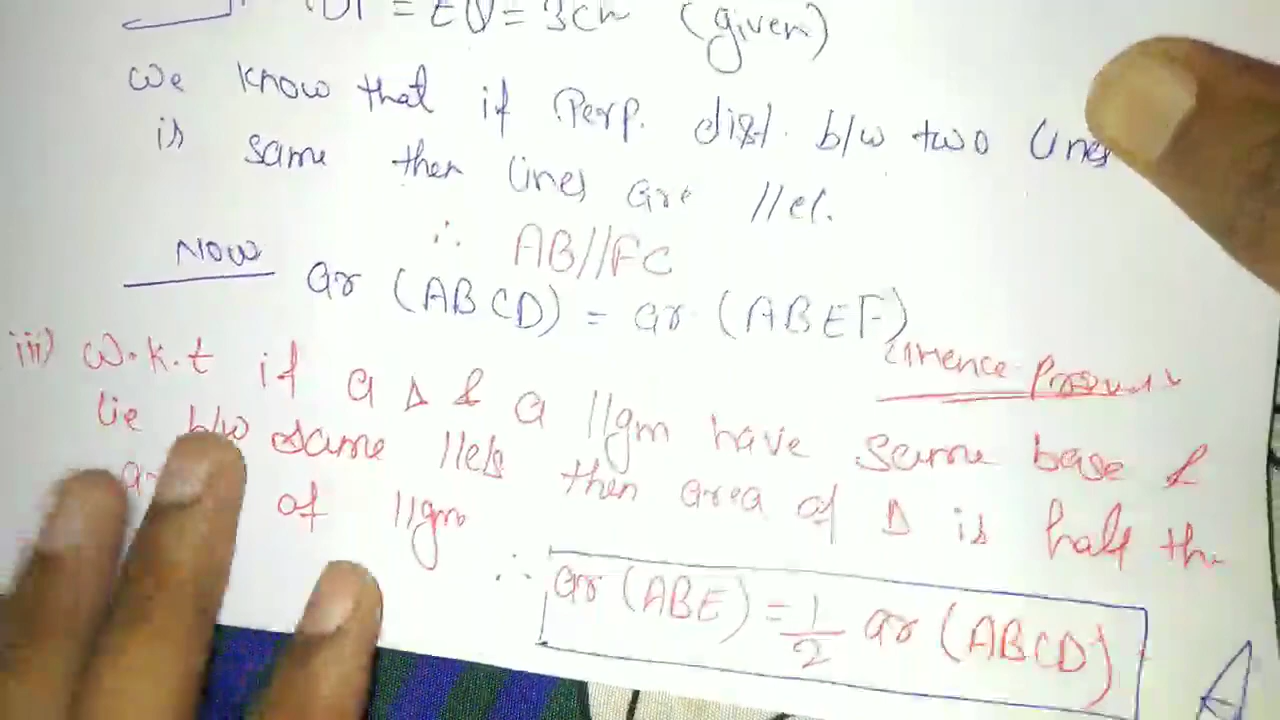 = 3cm (given)
We know that if Perp. dist. b/w two lines
is same then lines are //el.
∴ AB//FC
Now ar (ABCD) = ar (ABEF)
Hence Proved
iii) W.K.t if a Δ & a //gm have same base &
lie b/w same //els then area of Δ is half the
of //gm
∴ ar (ABE) = 1/2 ar (ABCD)